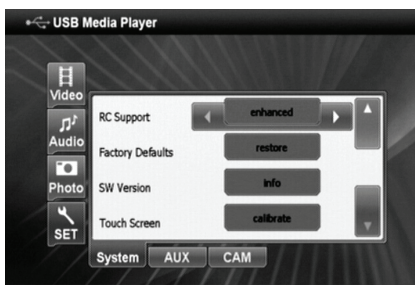 USB Media Player
Video
Audio
Photo
SET
RC Support
enhanced
Factory Defaults
restore
SW Version
info
Touch Screen
calibrate
System
AUX
CAM